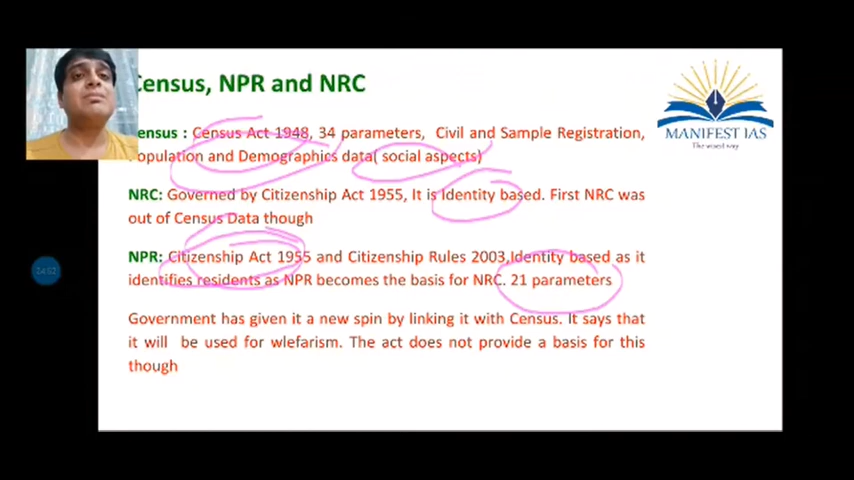 Census, NPR and NRC
MANIFEST IAS
The wisest way
ensus : Census Act 1948, 34 parameters, Civil and Sample Registration,
opulation and Demographics data( social aspects)
NRC: Governed by Citizenship Act 1955, It is Identity based. First NRC was
out of Census Data though
NPR: Citizenship Act 1955 and Citizenship Rules 2003,Identity based as it
identifies residents as NPR becomes the basis for NRC. 21 parameters
Government has given it a new spin by linking it with Census. It says that
it will be used for wlefarism. The act does not provide a basis for this
though